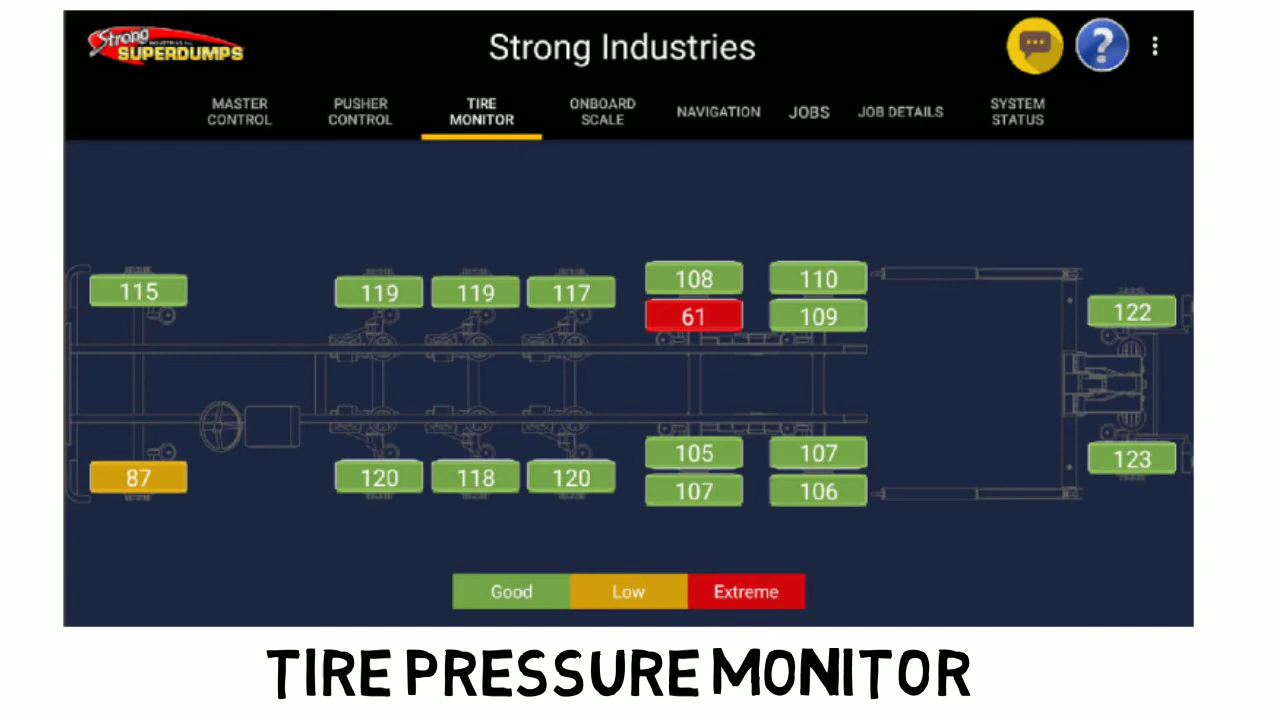 Strong
INDUSTRIES INC.
SUPERDUMPS
Strong Industries
?
MASTER CONTROL
PUSHER CONTROL
TIRE MONITOR
ONBOARD SCALE
NAVIGATION
JOBS
JOB DETAILS
SYSTEM STATUS
115 119 119 117 108 110 122
61 109
105 107
87 120 118 120 107 106 123
Good Low Extreme
TIRE PRESSURE MONITOR